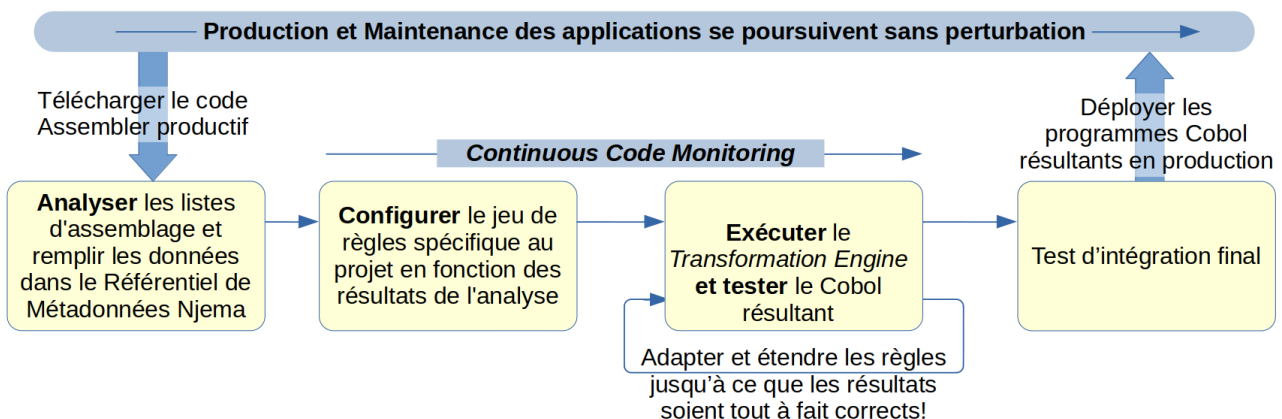 Production et Maintenance des applications se poursuivent sans perturbation
Télécharger le code
Assembler productif
Déployer les
programmes Cobol
résultants en production
Continuous Code Monitoring
Analyser les listes
d'assemblage et
remplir les données
dans le Référentiel de
Métadonnées Njema
Configurer le jeu de
règles spécifique au
projet en fonction des
résultats de l'analyse
Exécuter le
Transformation Engine
et tester le Cobol
résultant
Test d’intégration final
Adapter et étendre les règles
jusqu’à ce que les résultats
soient tout à fait corrects!